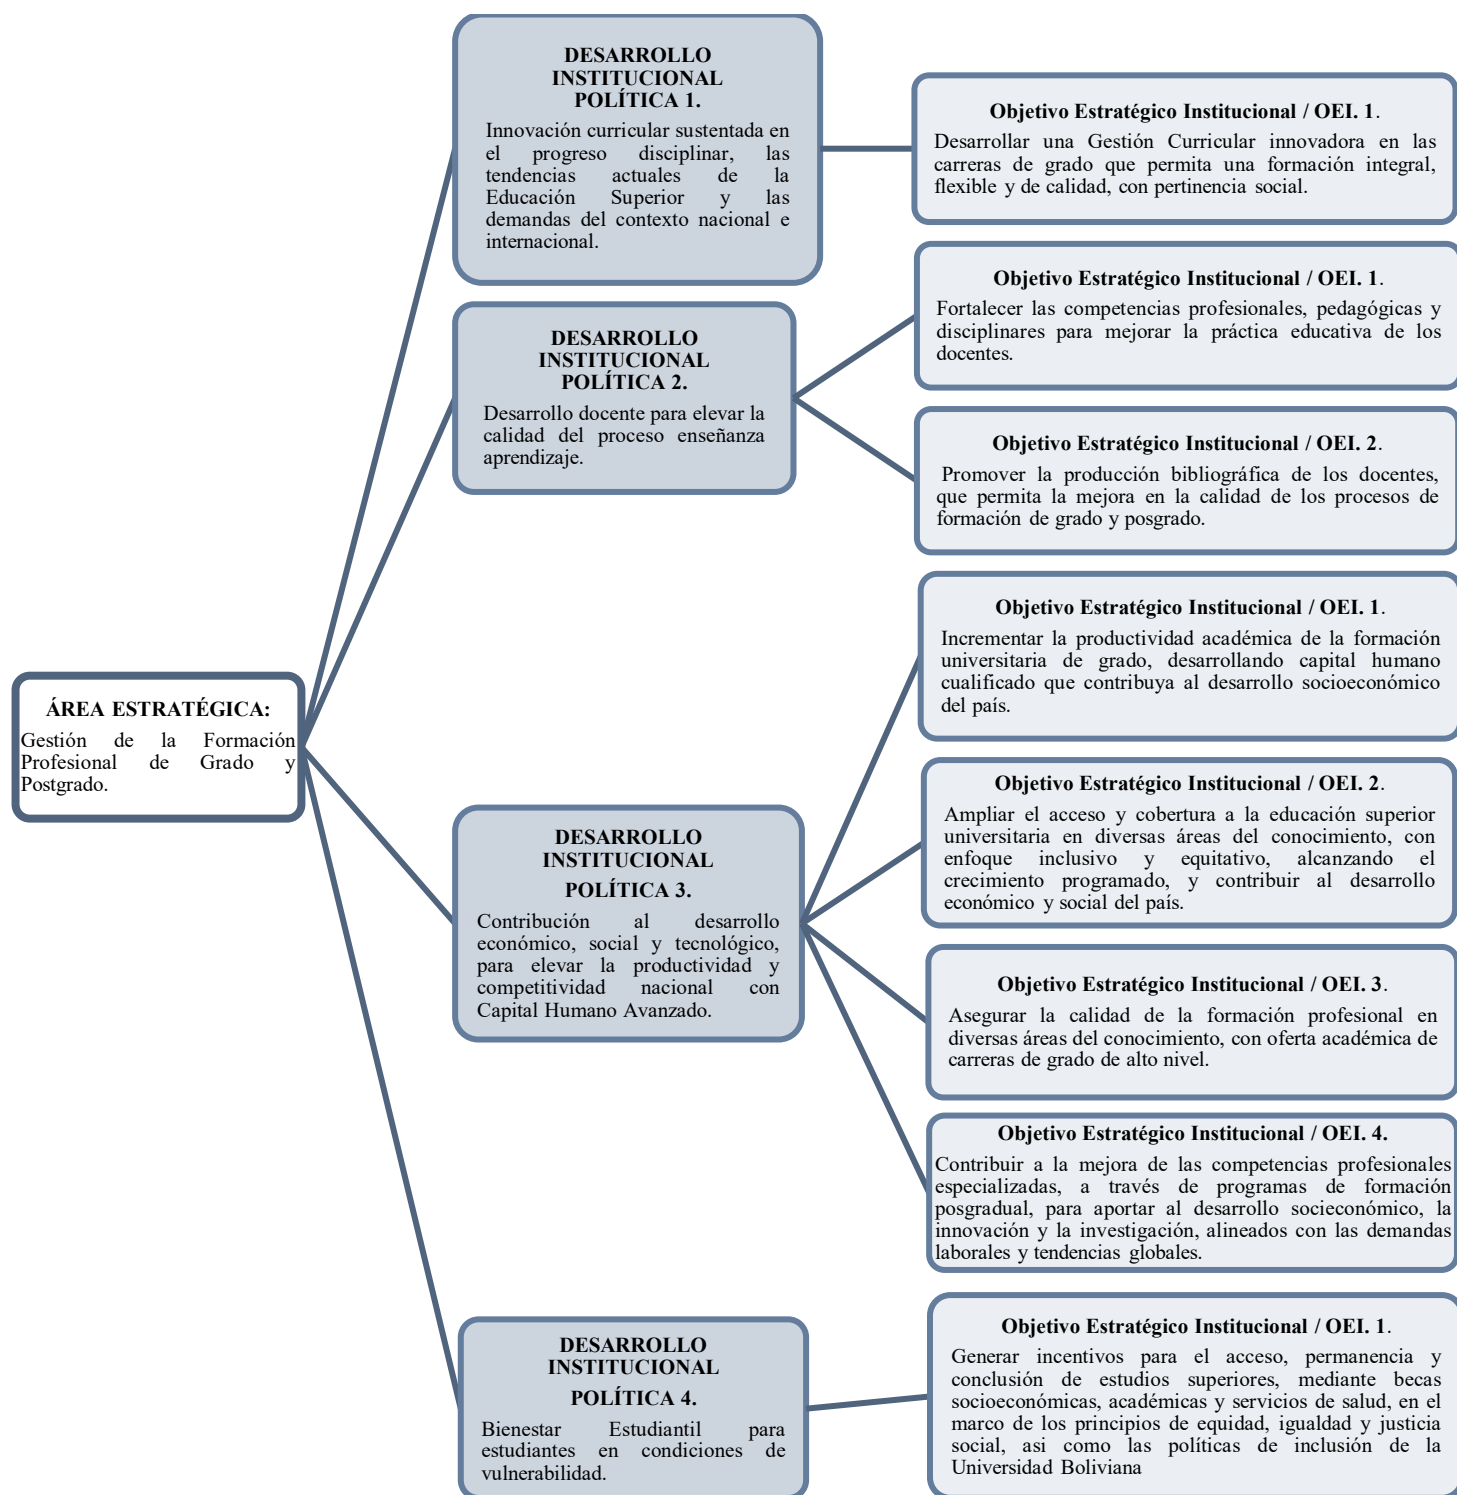 ÁREA ESTRATÉGICA:
Gestión de la Formación
Profesional de Grado y
Postgrado.
DESARROLLO
INSTITUCIONAL
POLÍTICA 1.
Innovación curricular sustentada en
el progreso disciplinar, las
tendencias actuales de la
Educación Superior y las
demandas del contexto nacional e
internacional.
Objetivo Estratégico Institucional / OEI. 1.
Desarrollar una Gestión Curricular innovadora en las
carreras de grado que permita una formación integral,
flexible y de calidad, con pertinencia social.
DESARROLLO
INSTITUCIONAL
POLÍTICA 2.
Desarrollo docente para elevar la
calidad del proceso enseñanza
aprendizaje.
Objetivo Estratégico Institucional / OEI. 1.
Fortalecer las competencias profesionales, pedagógicas y
disciplinares para mejorar la práctica educativa de los
docentes.
Objetivo Estratégico Institucional / OEI. 2.
Promover la producción bibliográfica de los docentes,
que permita la mejora en la calidad de los procesos de
formación de grado y posgrado.
DESARROLLO
INSTITUCIONAL
POLÍTICA 3.
Contribución al desarrollo
económico, social y tecnológico,
para elevar la productividad y
competitividad nacional con
Capital Humano Avanzado.
Objetivo Estratégico Institucional / OEI. 1.
Incrementar la productividad académica de la formación
universitaria de grado, desarrollando capital humano
cualificado que contribuya al desarrollo socioeconómico
del país.
Objetivo Estratégico Institucional / OEI. 2.
Ampliar el acceso y cobertura a la educación superior
universitaria en diversas áreas del conocimiento, con
enfoque inclusivo y equitativo, alcanzando el
crecimiento programado, y contribuir al desarrollo
económico y social del país.
Objetivo Estratégico Institucional / OEI. 3.
Asegurar la calidad de la formación profesional en
diversas áreas del conocimiento, con oferta académica de
carreras de grado de alto nivel.
Objetivo Estratégico Institucional / OEI. 4.
Contribuir a la mejora de las competencias profesionales
especializadas, a través de programas de formación
posgradual, para aportar al desarrollo socieconómico, la
innovación y la investigación, alineados con las demandas
laborales y tendencias globales.
DESARROLLO
INSTITUCIONAL
POLÍTICA 4.
Bienestar Estudiantil para
estudiantes en condiciones de
vulnerabilidad.
Objetivo Estratégico Institucional / OEI. 1.
Generar incentivos para el acceso, permanencia y
conclusión de estudios superiores, mediante becas
socioeconómicas, académicas y servicios de salud, en el
marco de los principios de equidad, igualdad y justicia
social, asi como las políticas de inclusión de la
Universidad Boliviana